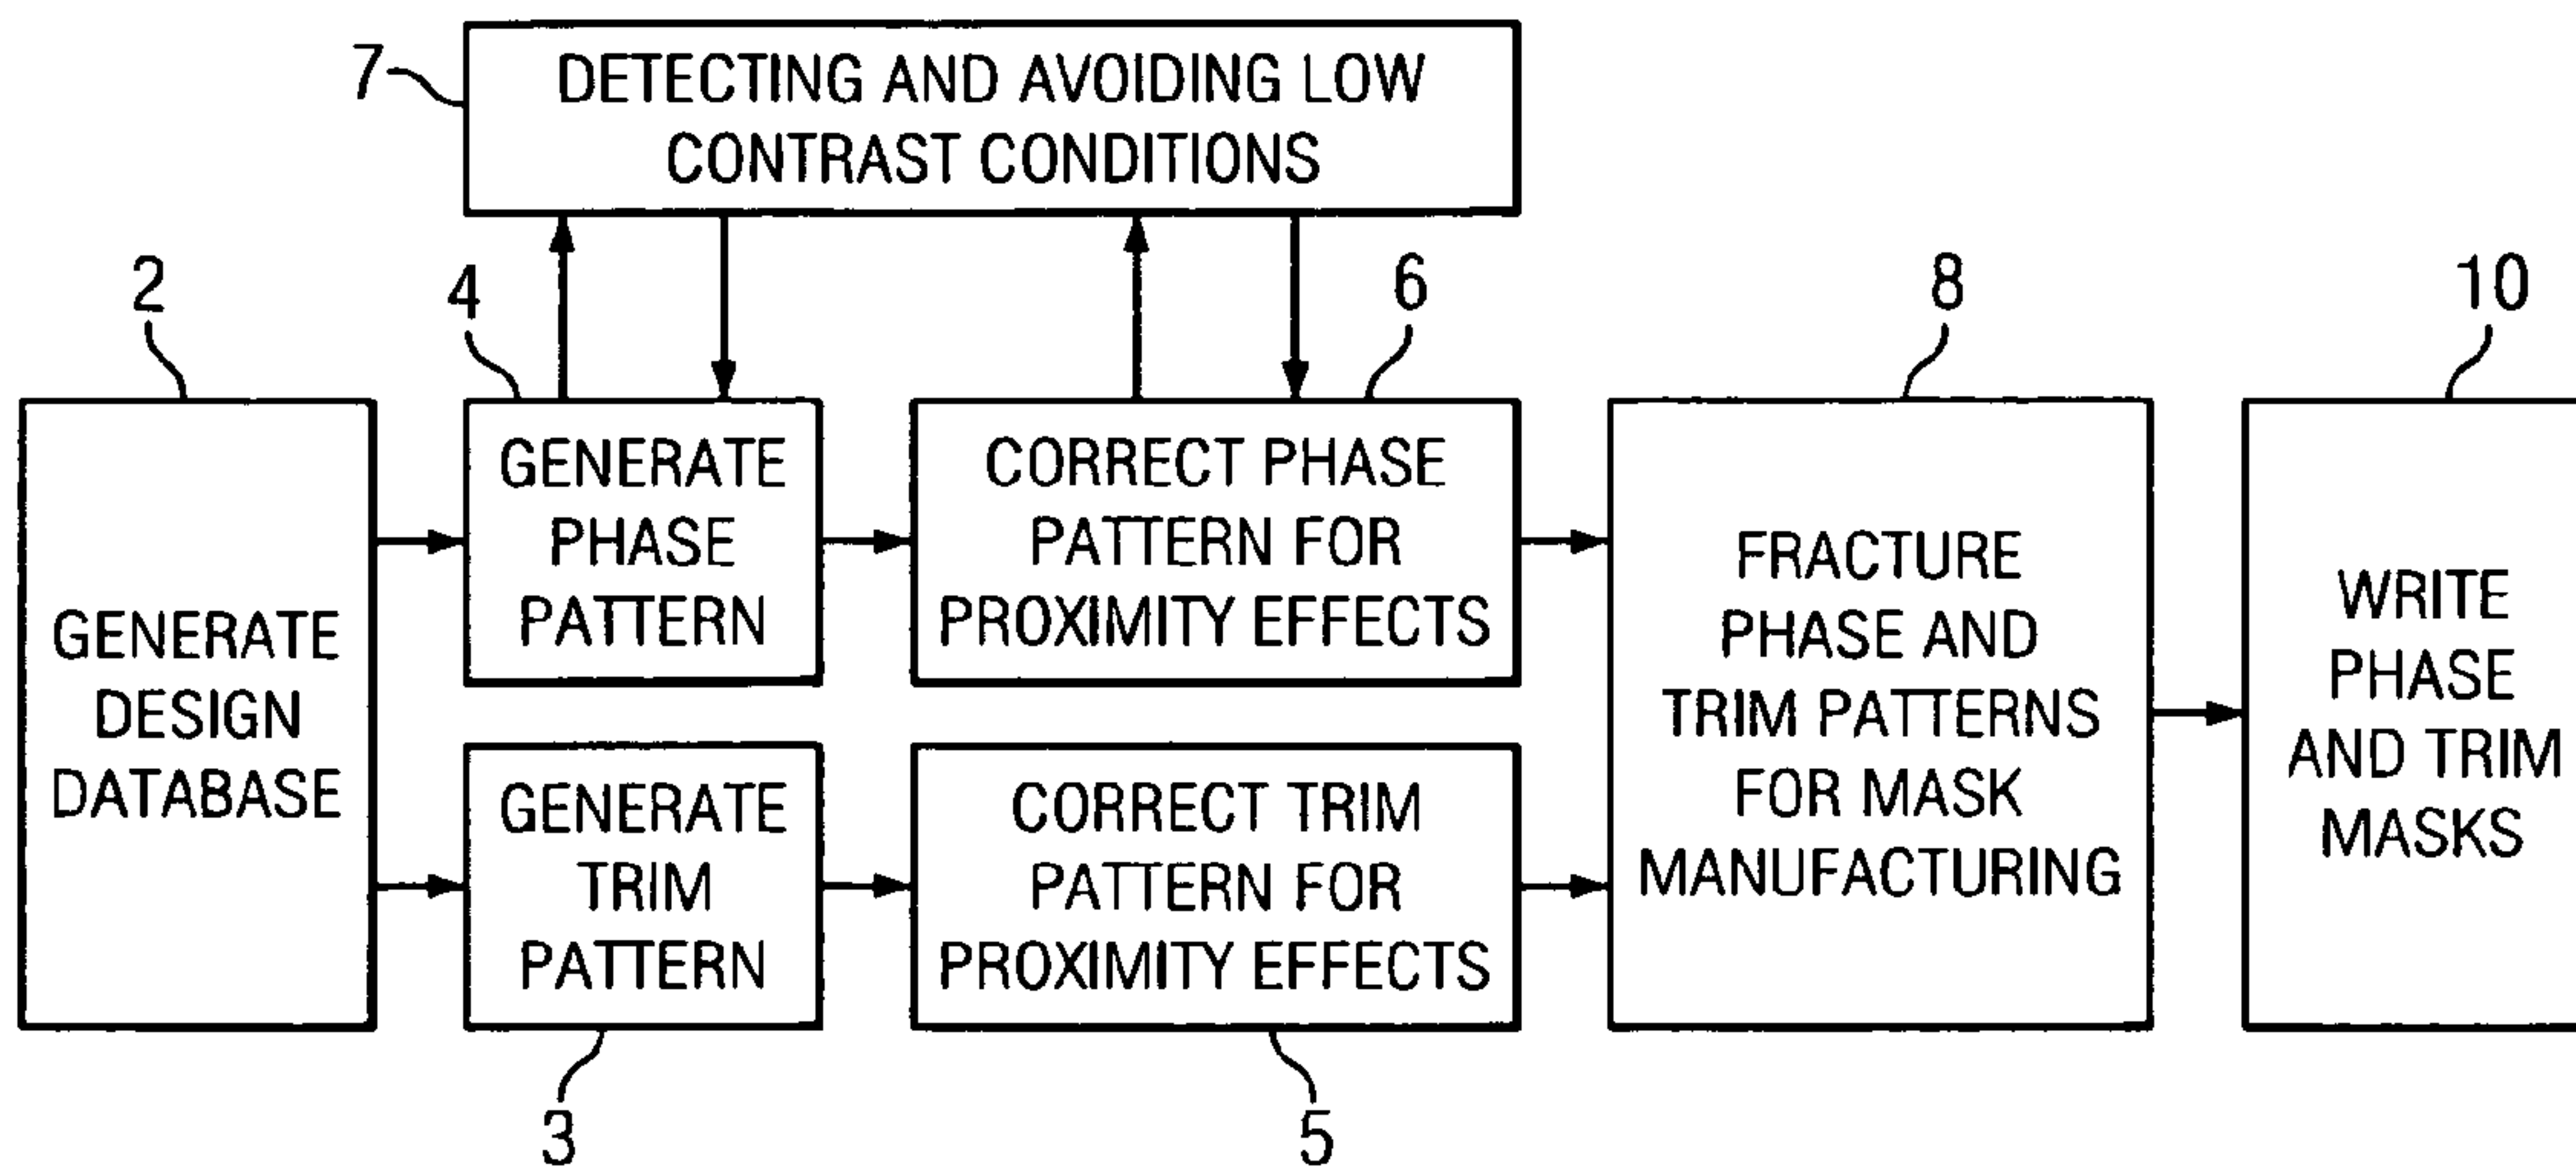 7
DETECTING AND AVOIDING LOW
CONTRAST CONDITIONS
2
4
6
8
10
GENERATE
DESIGN
DATABASE
GENERATE
PHASE
PATTERN
CORRECT PHASE
PATTERN FOR
PROXIMITY EFFECTS
GENERATE
TRIM
PATTERN
CORRECT TRIM
PATTERN FOR
PROXIMITY EFFECTS
FRACTURE
PHASE AND
TRIM PATTERNS
FOR MASK
MANUFACTURING
WRITE
PHASE
AND TRIM
MASKS
3
5